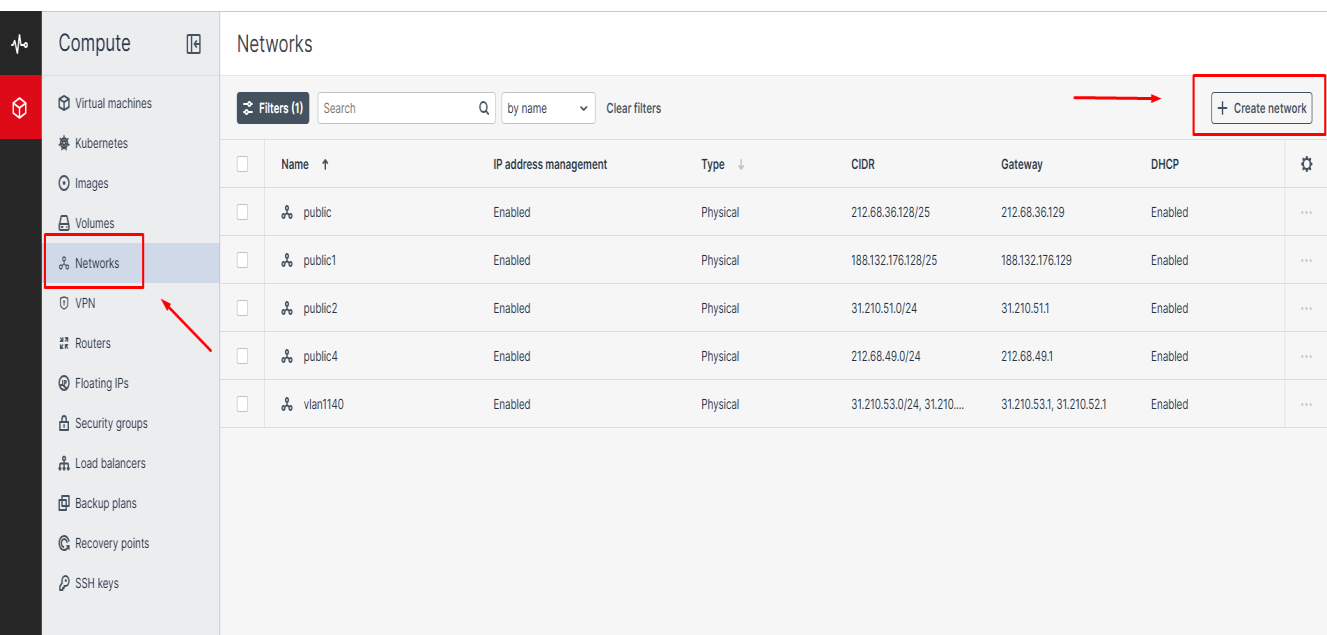 Compute
Networks
Virtual machines
Kubernetes
Images
Volumes
Networks
VPN
Routers
Floating IPs
Security groups
Load balancers
Backup plans
Recovery points
SSH keys
Filters (1) Search by name Clear filters + Create network
Name ↑ IP address management Type ↓ CIDR Gateway DHCP
public Enabled Physical 212.68.36.128/25 212.68.36.129 Enabled ...
public1 Enabled Physical 188.132.176.128/25 188.132.176.129 Enabled ...
public2 Enabled Physical 31.210.51.0/24 31.210.51.1 Enabled ...
public4 Enabled Physical 212.68.49.0/24 212.68.49.1 Enabled ...
vlan1140 Enabled Physical 31.210.53.0/24, 31.210.... 31.210.53.1, 31.210.52.1 Enabled ...